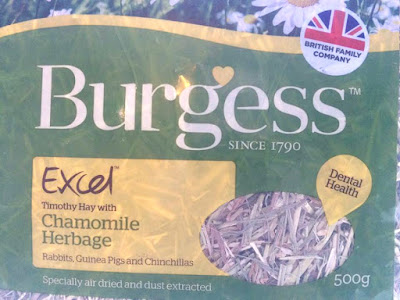 BRITISH FAMILY
COMPANY
Burgess™
SINCE 1790
Excel™
Timothy Hay with
Chamomile
Herbage
Rabbits, Guinea Pigs and Chinchillas
Dental
Health
500g
Specially air dried and dust extracted